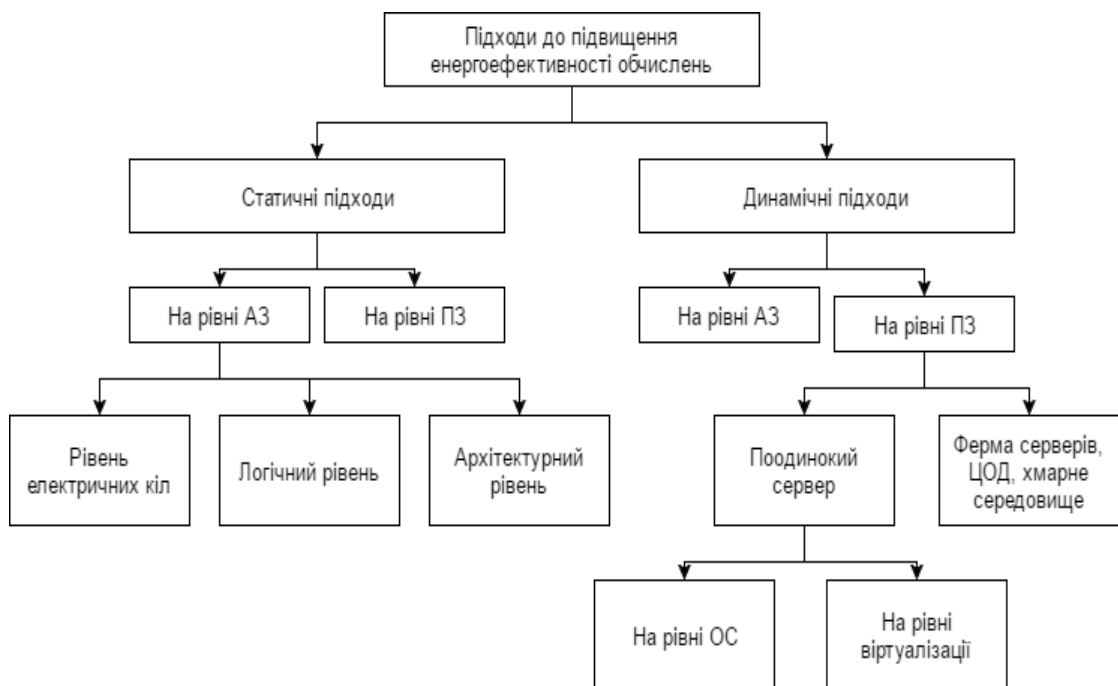 Підходи до підвищення
енергоефективності обчислень
Статичні підходи
Динамічні підходи
На рівні АЗ
На рівні ПЗ
На рівні АЗ
На рівні ПЗ
Рівень
електричних кіл
Логічний рівень
Архітектурний
рівень
Поодинокий
сервер
Ферма серверів,
ЦОД, хмарне
середовище
На рівні ОС
На рівні
віртуалізації